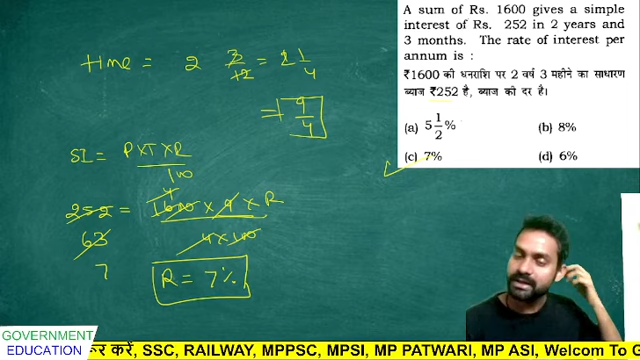 A sum of Rs. 1600 gives a simple
interest of Rs. 252 in 2 years and
3 months. The rate of interest per
annum is :
₹1600 की धनराशि पर 2 वर्ष 3 महीने का साधारण
ब्याज ₹252 है, ब्याज की दर है।
(a) 5 1/2 %
(b) 8%
(c) 7%
(d) 6%
Time = 2 3/12 = 2 1/4
= 9/4
SI = P×T×R / 100
252 = 1600 × 9 × R / 4 × 100
4
63
7
R = 7%
GOVERNMENT
EDUCATION
करें, SSC, RAILWAY, MPPSC, MPSI, MP PATWARI, MP ASI, Welcom To G